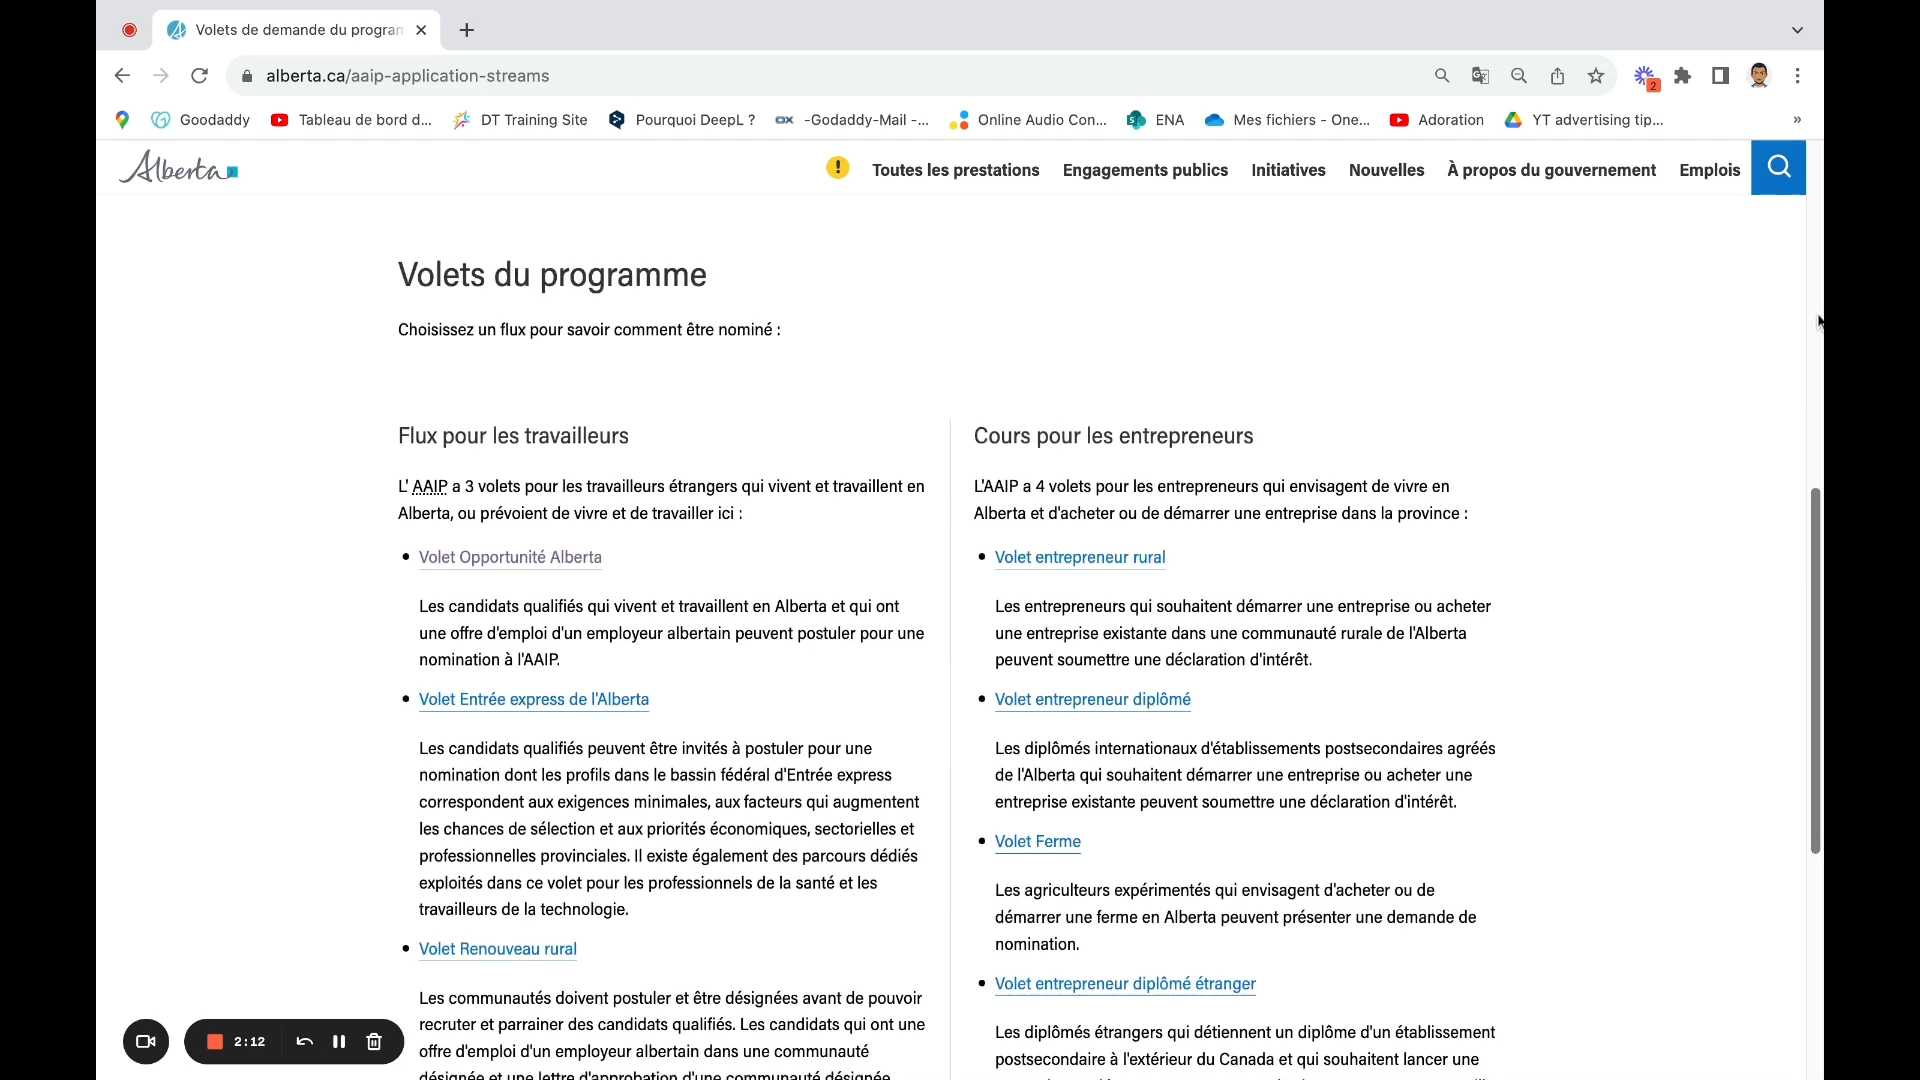 Volets de demande du program
alberta.ca/aaip-application-streams
2
Goodaddy
Tableau de bord d...
DT Training Site
Pourquoi DeepL ?
-Godaddy-Mail -...
Online Audio Con...
ENA
Mes fichiers - One...
Adoration
YT advertising tip...
»
Alberta
Toutes les prestations
Engagements publics
Initiatives
Nouvelles
À propos du gouvernement
Emplois
Volets du programme
Choisissez un flux pour savoir comment être nominé :
Flux pour les travailleurs
L' AAIP a 3 volets pour les travailleurs étrangers qui vivent et travaillent en
Alberta, ou prévoient de vivre et de travailler ici :
Volet Opportunité Alberta
Les candidats qualifiés qui vivent et travaillent en Alberta et qui ont
une offre d'emploi d'un employeur albertain peuvent postuler pour une
nomination à l'AAIP.
Volet Entrée express de l'Alberta
Les candidats qualifiés peuvent être invités à postuler pour une
nomination dont les profils dans le bassin fédéral d'Entrée express
correspondent aux exigences minimales, aux facteurs qui augmentent
les chances de sélection et aux priorités économiques, sectorielles et
professionnelles provinciales. Il existe également des parcours dédiés
exploités dans ce volet pour les professionnels de la santé et les
travailleurs de la technologie.
Volet Renouveau rural
Les communautés doivent postuler et être désignées avant de pouvoir
recruter et parrainer des candidats qualifiés. Les candidats qui ont une
offre d'emploi d'un employeur albertain dans une communauté
désignée et une lettre d'approbation d'une communauté désignée
Cours pour les entrepreneurs
L'AAIP a 4 volets pour les entrepreneurs qui envisagent de vivre en
Alberta et d'acheter ou de démarrer une entreprise dans la province :
Volet entrepreneur rural
Les entrepreneurs qui souhaitent démarrer une entreprise ou acheter
une entreprise existante dans une communauté rurale de l'Alberta
peuvent soumettre une déclaration d'intérêt.
Volet entrepreneur diplômé
Les diplômés internationaux d'établissements postsecondaires agréés
de l'Alberta qui souhaitent démarrer une entreprise ou acheter une
entreprise existante peuvent soumettre une déclaration d'intérêt.
Volet Ferme
Les agriculteurs expérimentés qui envisagent d'acheter ou de
démarrer une ferme en Alberta peuvent présenter une demande de
nomination.
Volet entrepreneur diplômé étranger
Les diplômés étrangers qui détiennent un diplôme d'un établissement
postsecondaire à l'extérieur du Canada et qui souhaitent lancer une
2:12